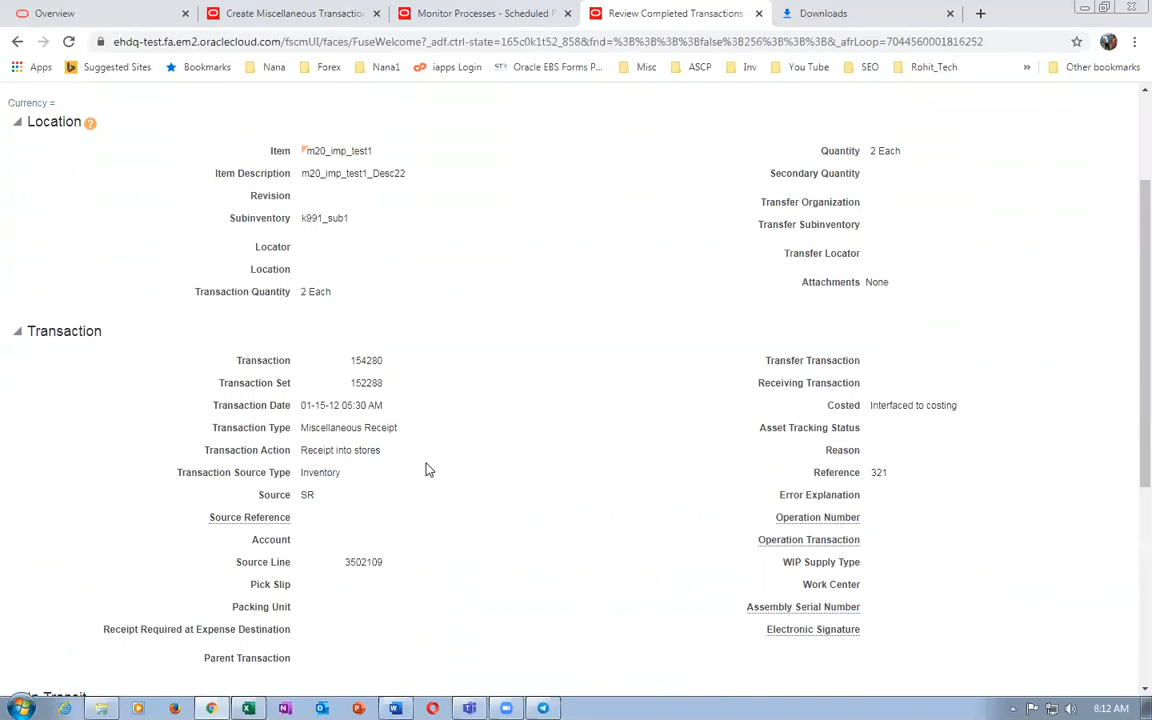 Overview
Create Miscellaneous Transactio
Monitor Processes - Scheduled P
Review Completed Transactions
Downloads
ehdq-test.fa.em2.oraclecloud.com/fscmUI/faces/FuseWelcome?_adf.ctrl-state=165c0k1t52_858&fnd=%3B%3B%3B%3Bfalse%3B256%3B%3B%3B&_afrLoop=7044560001816252
Apps
Suggested Sites
Bookmarks
Nana
Forex
Nana1
iapps Login
Oracle EBS Forms P...
Misc
ASCP
Inv
You Tube
SEO
Rohit_Tech
»
Other bookmarks
Currency =
Location
Item m20_imp_test1
Quantity 2 Each
Item Description m20_imp_test1_Desc22
Secondary Quantity
Revision
Transfer Organization
Subinventory k991_sub1
Transfer Subinventory
Locator
Transfer Locator
Location
Attachments None
Transaction Quantity 2 Each
Transaction
Transaction 154280
Transfer Transaction
Transaction Set 152288
Receiving Transaction
Transaction Date 01-15-12 05:30 AM
Costed Interfaced to costing
Transaction Type Miscellaneous Receipt
Asset Tracking Status
Transaction Action Receipt into stores
Reason
Transaction Source Type Inventory
Reference 321
Source SR
Error Explanation
Source Reference
Operation Number
Account
Operation Transaction
Source Line 3502109
WIP Supply Type
Pick Slip
Work Center
Packing Unit
Assembly Serial Number
Receipt Required at Expense Destination
Electronic Signature
Parent Transaction
In Transit
8:12 AM